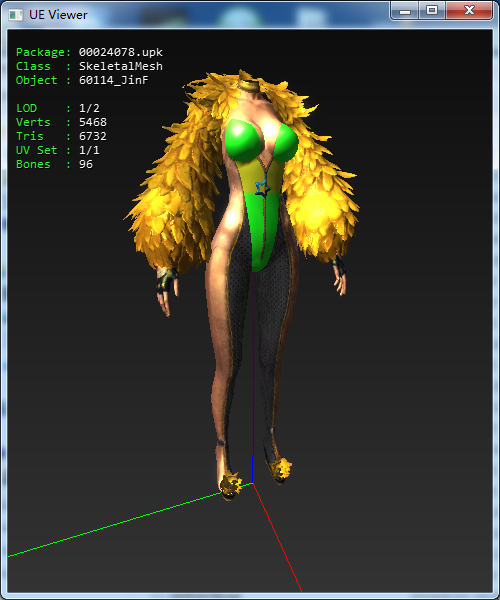 UE Viewer
Package: 00024078.upk
Class : SkeletalMesh
Object : 60114_JinF
LOD : 1/2
Verts : 5468
Tris : 6732
UV Set : 1/1
Bones : 96